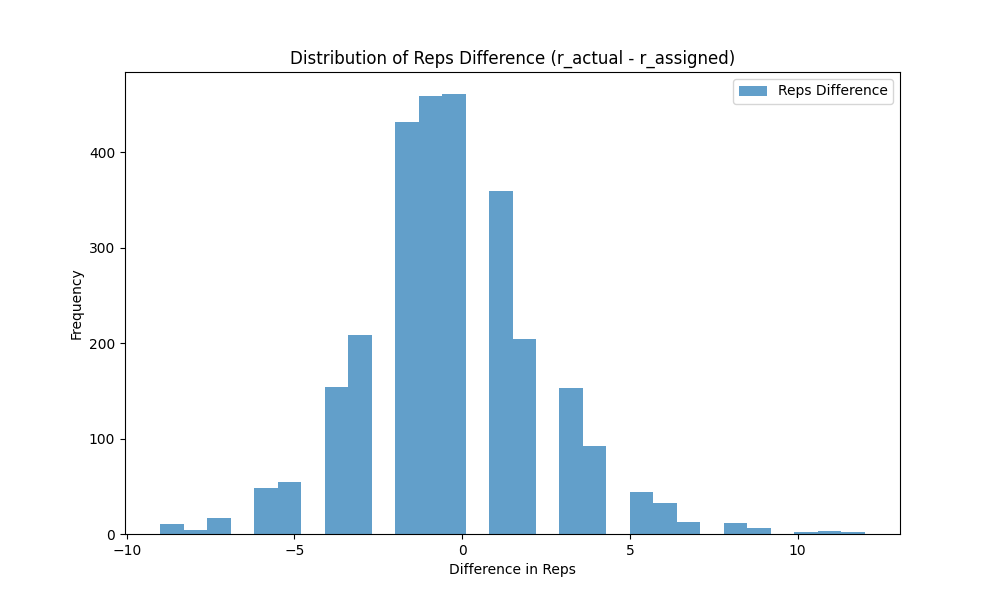 Distribution of Reps Difference (r_actual - r_assigned)
Reps Difference
400
300
200
100
0
Frequency
−10
−5
0
5
10
Difference in Reps